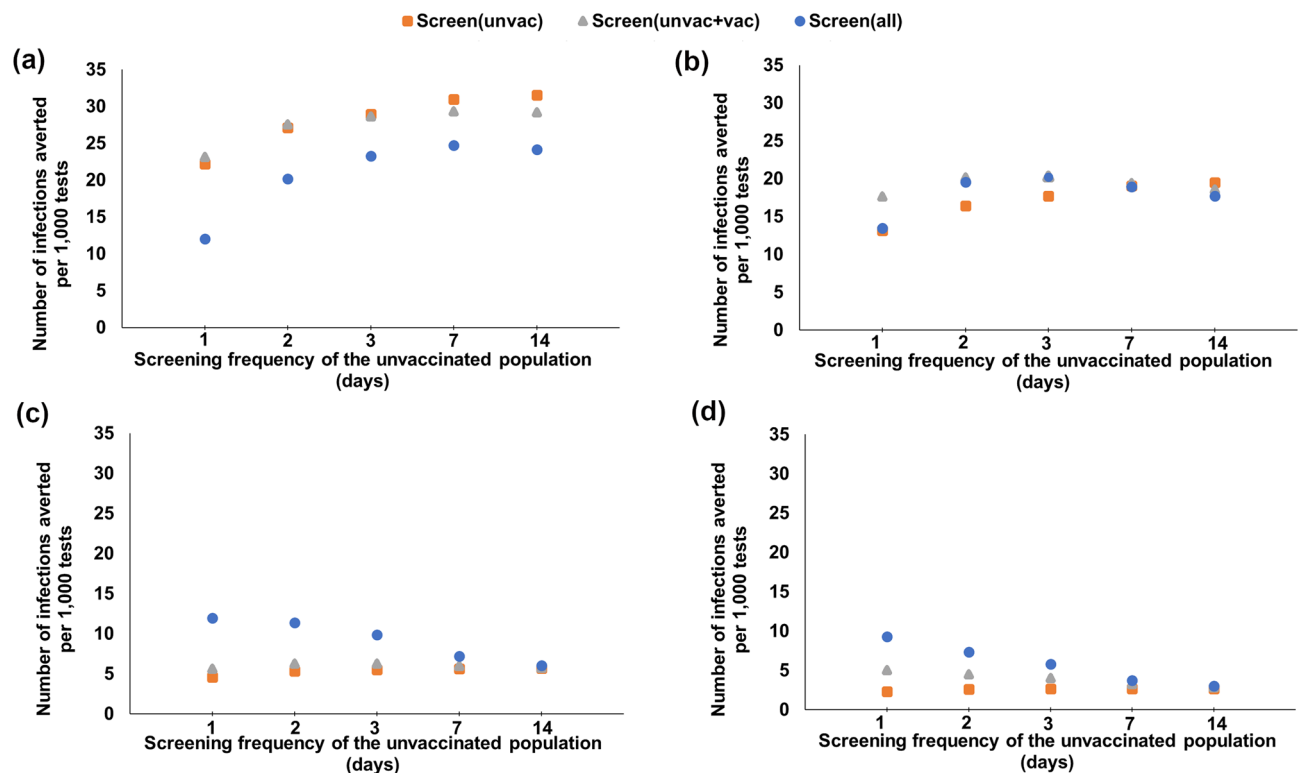 Screen(unvac) Screen(unvac+vac) Screen(all)
(a)
Number of infections averted
per 1,000 tests
35
30
25
20
15
10
5
0
1 2 3 7 14
Screening frequency of the unvaccinated population
(days)
(b)
Number of infections averted
per 1,000 tests
35
30
25
20
15
10
5
0
1 2 3 7 14
Screening frequency of the unvaccinated population
(days)
(c)
Number of infections averted
per 1,000 tests
35
30
25
20
15
10
5
0
1 2 3 7 14
Screening frequency of the unvaccinated population
(days)
(d)
Number of infections averted
per 1,000 tests
35
30
25
20
15
10
5
0
1 2 3 7 14
Screening frequency of the unvaccinated population
(days)